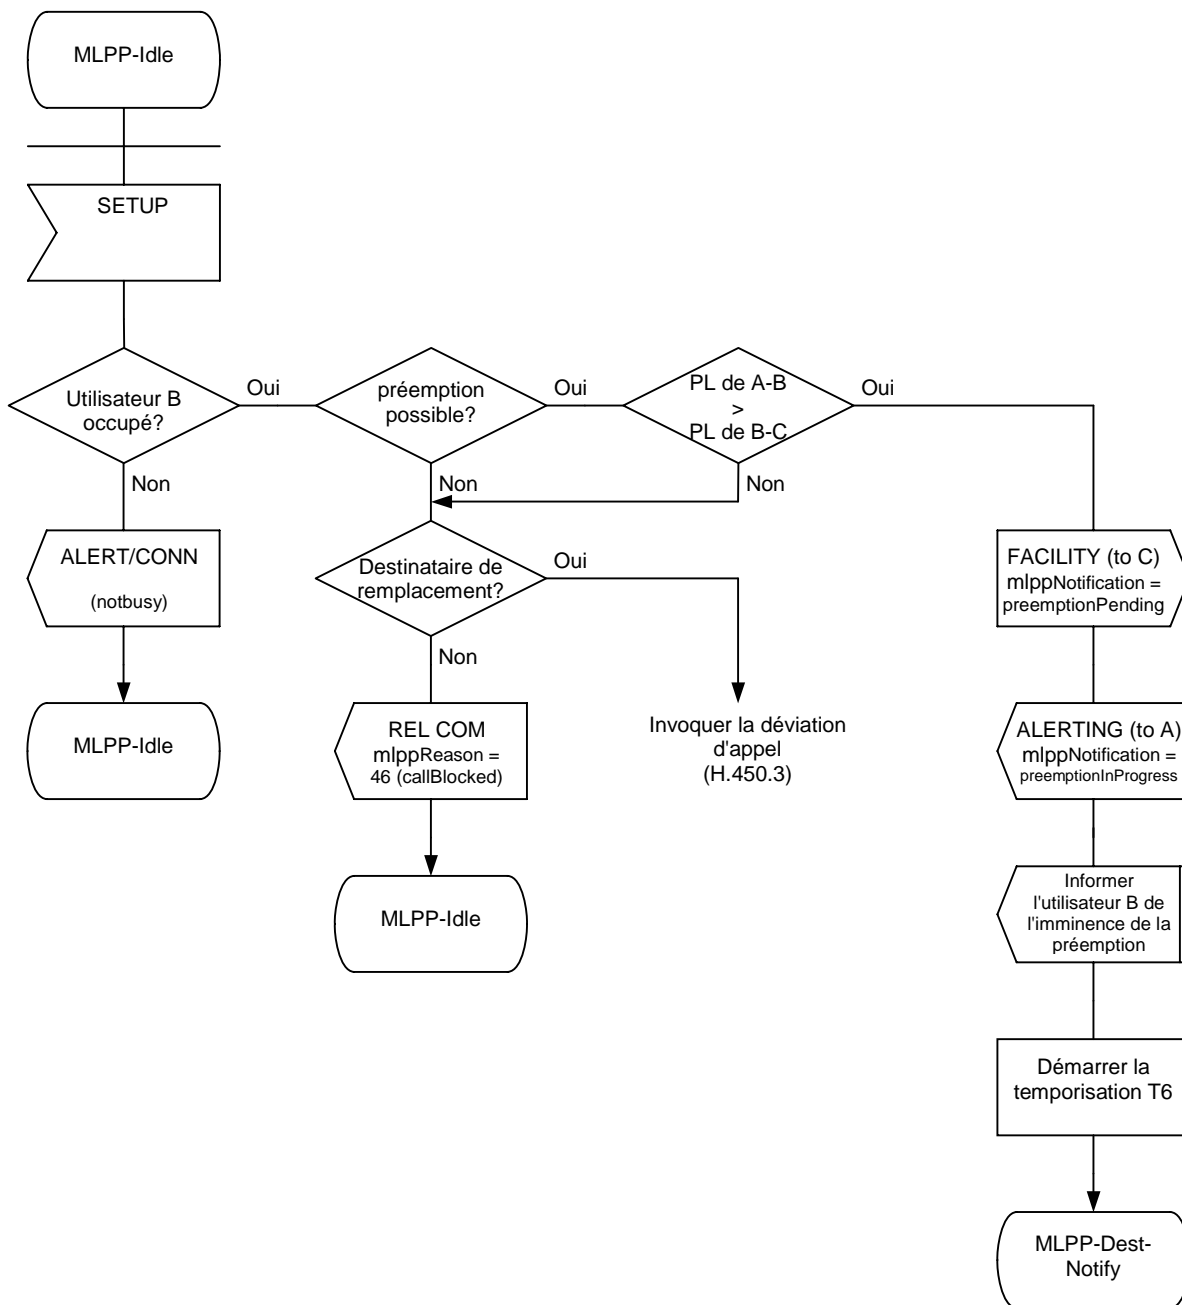 MLPP-Idle
SETUP
Utilisateur B
occupé?
Oui
préemption
possible?
Oui
PL de A-B
>
PL de B-C
Oui
Non
Non
Non
ALERT/CONN
(notbusy)
Destinataire de
remplacement?
Oui
FACILITY (to C)
mlppNotification =
preemptionPending
Non
MLPP-Idle
REL COM
mlppReason =
46 (callBlocked)
Invoquer la déviation
d'appel
(H.450.3)
ALERTING (to A)
mlppNotification =
preemptionInProgress
MLPP-Idle
Informer
l'utilisateur B de
l'imminence de la
préemption
Démarrer la
temporisation T6
MLPP-Dest-
Notify